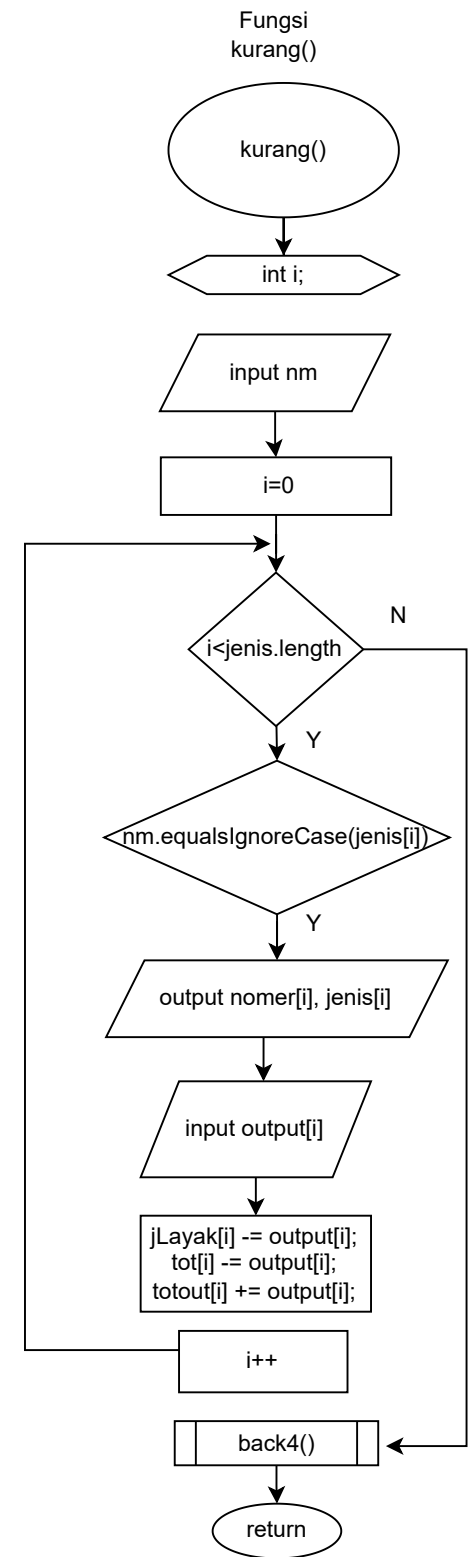 Fungsi
kurang()
kurang()
int i;
input nm
i=0
i<jenis.length
N
Y
nm.equalsIgnoreCase(jenis[i])
Y
output nomer[i], jenis[i]
input output[i]
jLayak[i] -= output[i];
tot[i] -= output[i];
totout[i] += output[i];
i++
back4()
return